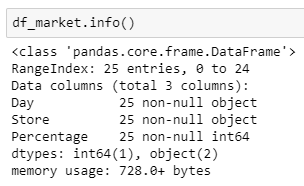 df_market.info()
<class 'pandas.core.frame.DataFrame'>
RangeIndex: 25 entries, 0 to 24
Data columns (total 3 columns):
Day           25 non-null object
Store         25 non-null object
Percentage    25 non-null int64
dtypes: int64(1), object(2)
memory usage: 728.0+ bytes